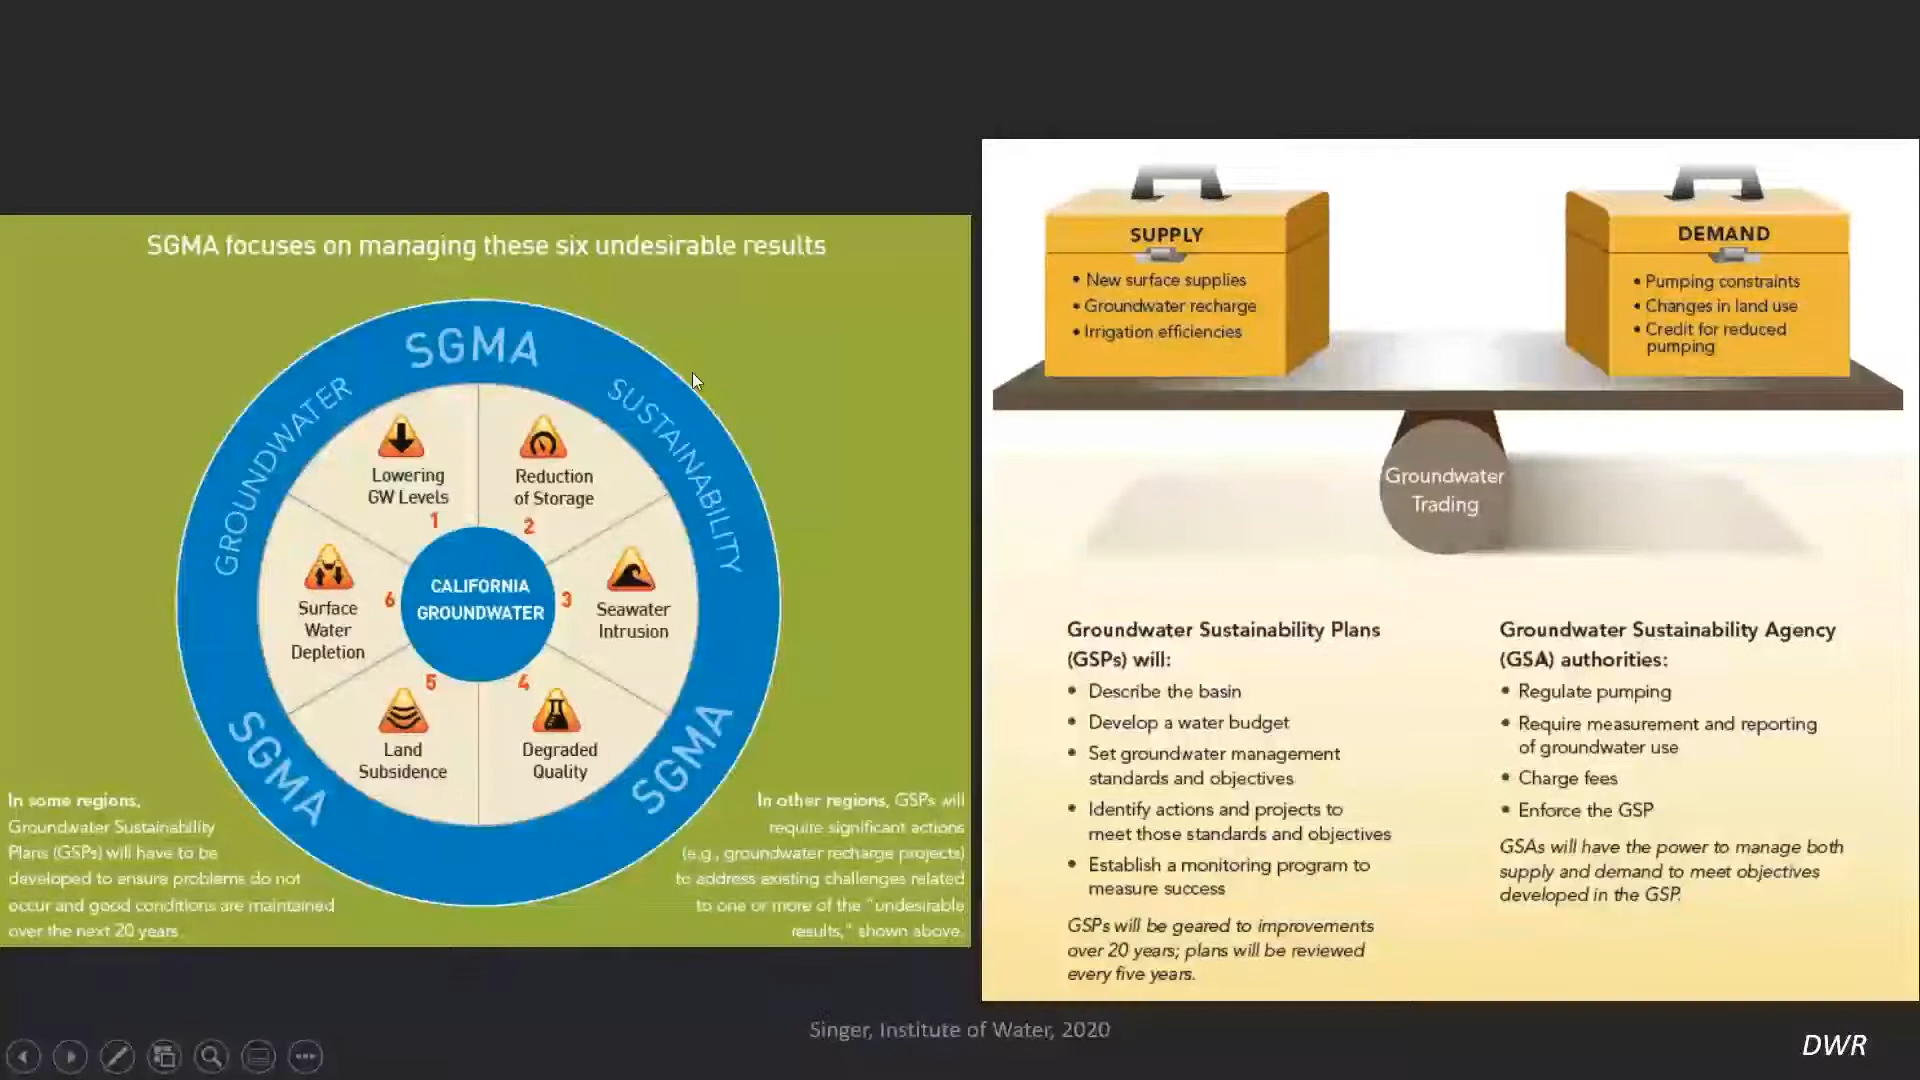 SGMA focuses on managing these six undesirable results
SGMA
GROUNDWATER
SUSTAINABILITY
SGMA
SGMA
Lowering
GW Levels
1
Reduction
of Storage
2
Seawater
Intrusion
3
Degraded
Quality
4
Land
Subsidence
5
Surface
Water
Depletion
6
CALIFORNIA
GROUNDWATER
In some regions,
Groundwater Sustainability
Plans (GSPs) will have to be
developed to ensure problems do not
occur and good conditions are maintained
over the next 20 years.
In other regions, GSPs will
require significant actions
(e.g., groundwater recharge projects)
to address existing challenges related
to one or more of the "undesirable
results," shown above.
SUPPLY
• New surface supplies
• Groundwater recharge
• Irrigation efficiencies
DEMAND
• Pumping constraints
• Changes in land use
• Credit for reduced
pumping
Groundwater
Trading
Groundwater Sustainability Plans
(GSPs) will:
• Describe the basin
• Develop a water budget
• Set groundwater management
standards and objectives
• Identify actions and projects to
meet those standards and objectives
• Establish a monitoring program to
measure success
GSPs will be geared to improvements
over 20 years; plans will be reviewed
every five years.
Groundwater Sustainability Agency
(GSA) authorities:
• Regulate pumping
• Require measurement and reporting
of groundwater use
• Charge fees
• Enforce the GSP
GSAs will have the power to manage both
supply and demand to meet objectives
developed in the GSP.
Singer, Institute of Water, 2020
DWR